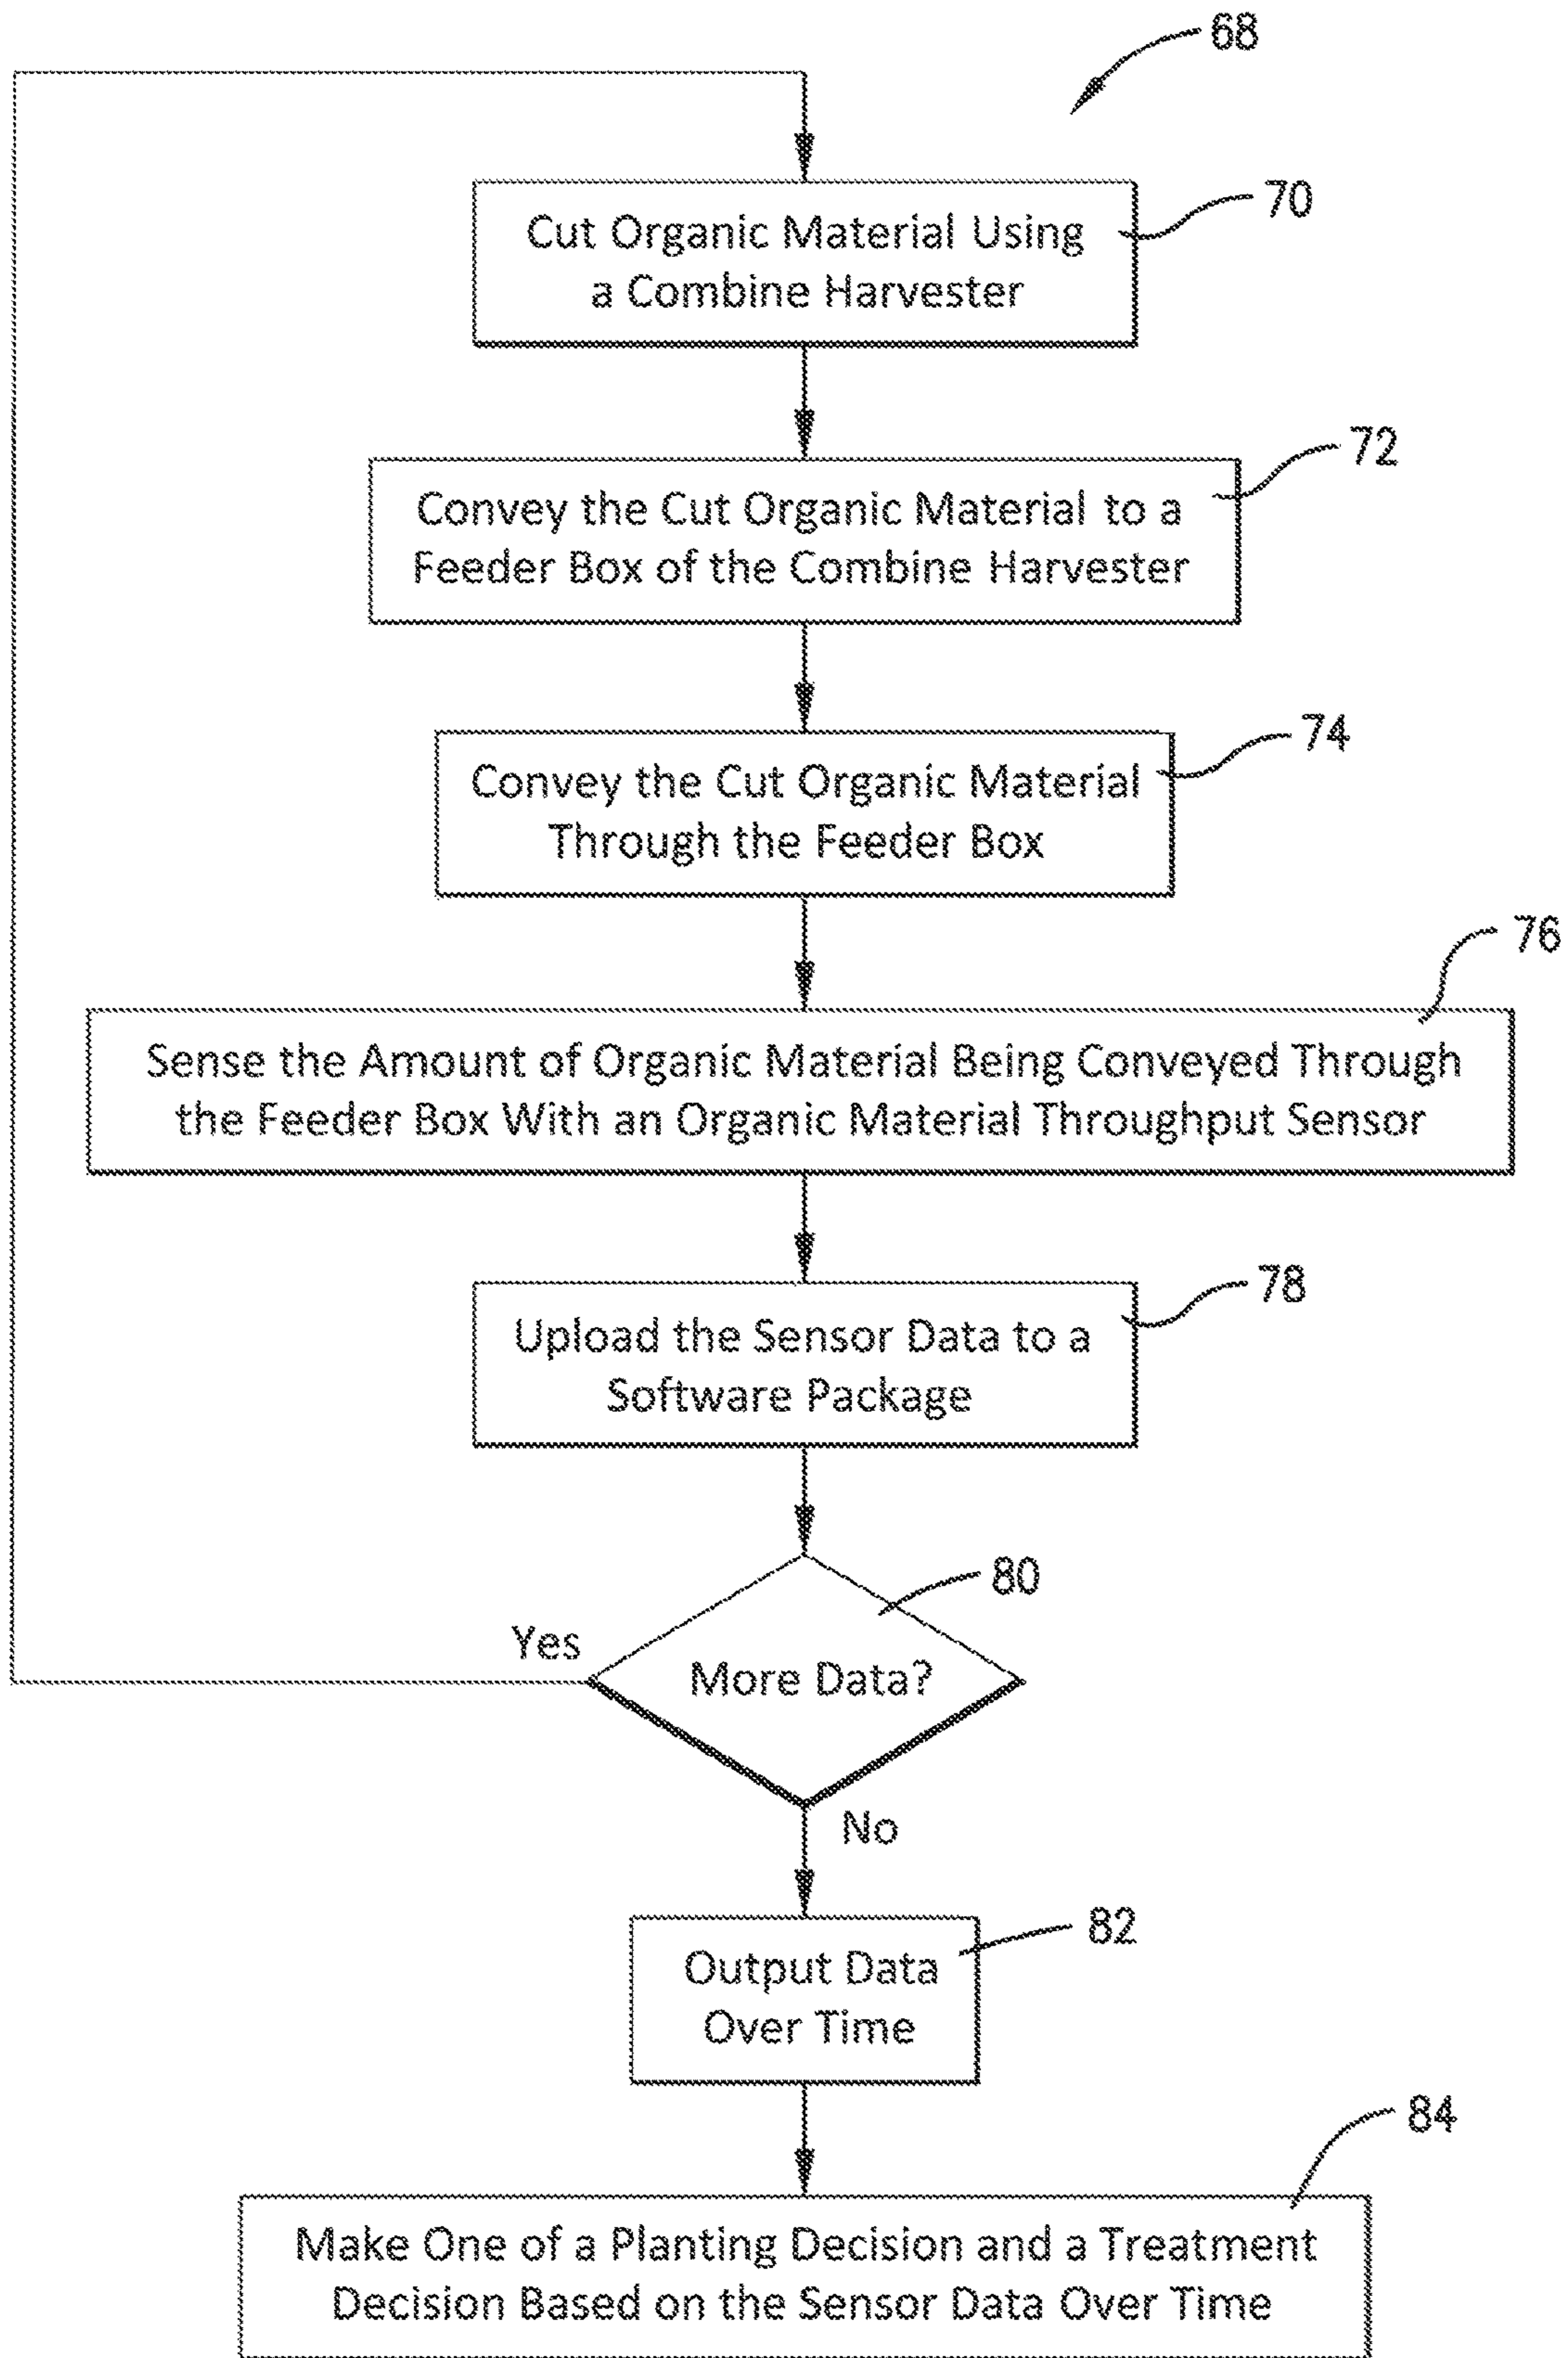 68
Cut Organic Material Using
a Combine Harvester
70
Convey the Cut Organic Material to a
Feeder Box of the Combine Harvester
72
Convey the Cut Organic Material
Through the Feeder Box
74
Sense the Amount of Organic Material Being Conveyed Through
the Feeder Box With an Organic Material Throughput Sensor
76
Upload the Sensor Data to a
Software Package
78
More Data?
80
Yes
No
Output Data
Over Time
82
Make One of a Planting Decision and a Treatment
Decision Based on the Sensor Data Over Time
84